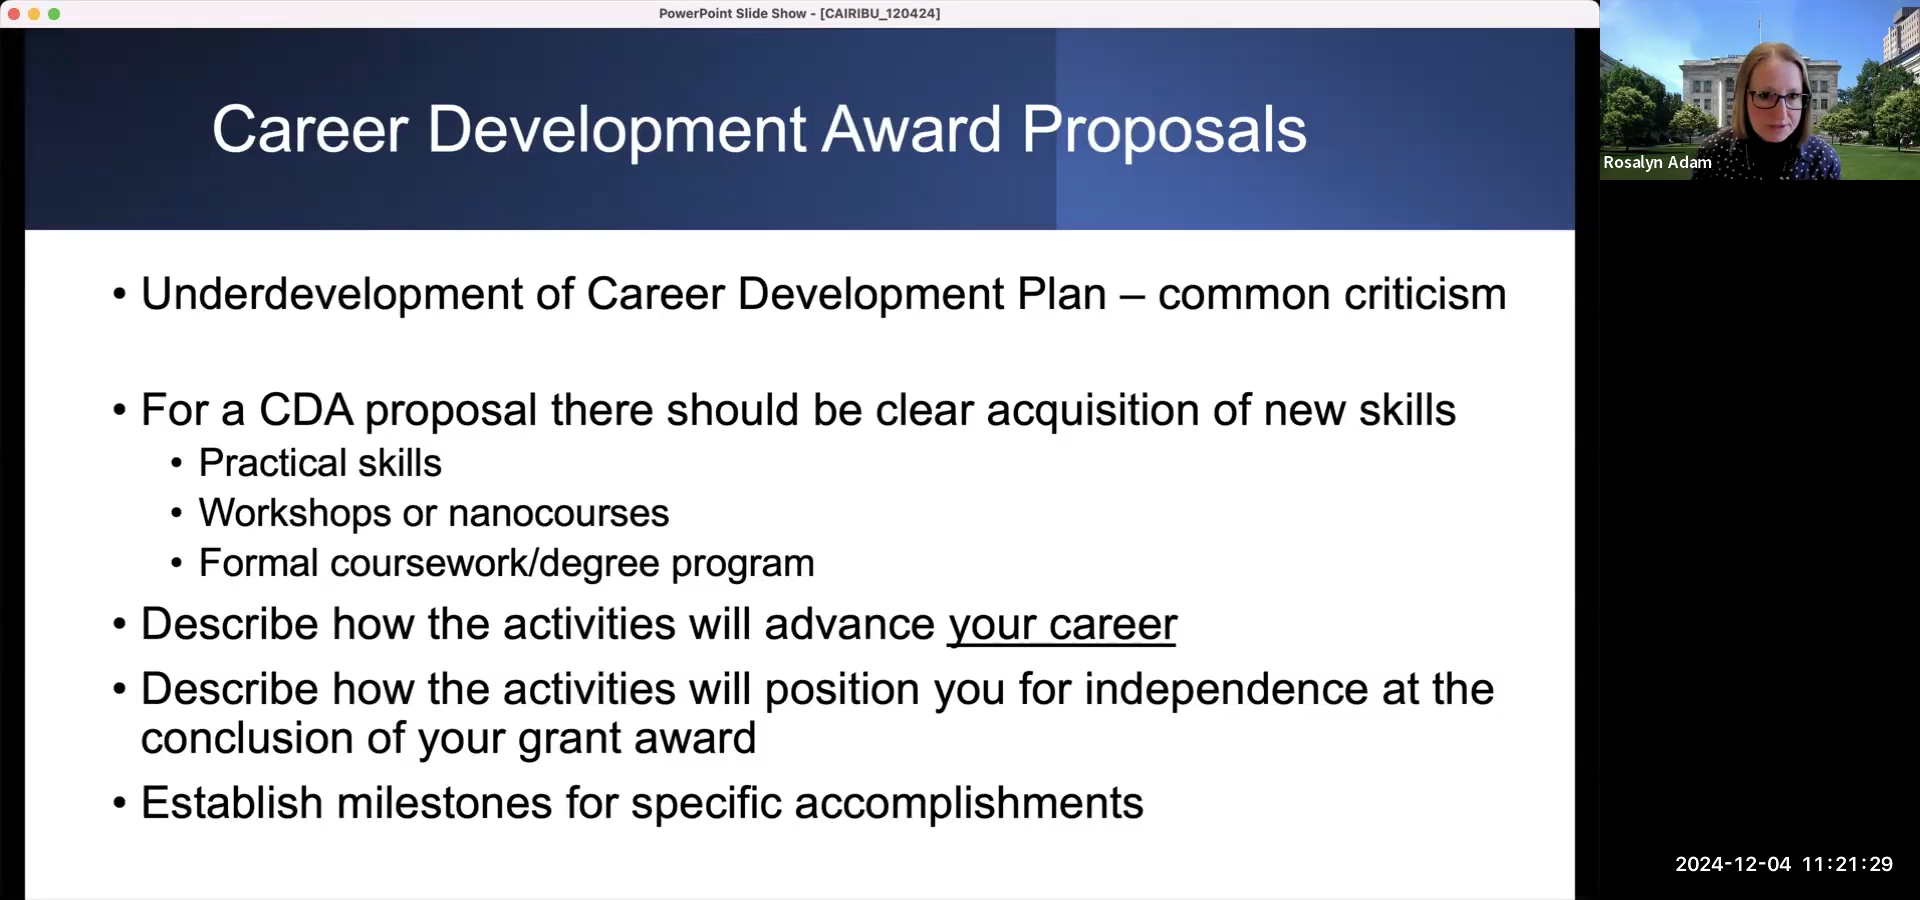 PowerPoint Slide Show - [CAIRIBU_120424]
Career Development Award Proposals
• Underdevelopment of Career Development Plan – common criticism
• For a CDA proposal there should be clear acquisition of new skills
• Practical skills
• Workshops or nanocourses
• Formal coursework/degree program
• Describe how the activities will advance your career
• Describe how the activities will position you for independence at the
conclusion of your grant award
• Establish milestones for specific accomplishments
Rosalyn Adam
2024-12-04 11:21:29